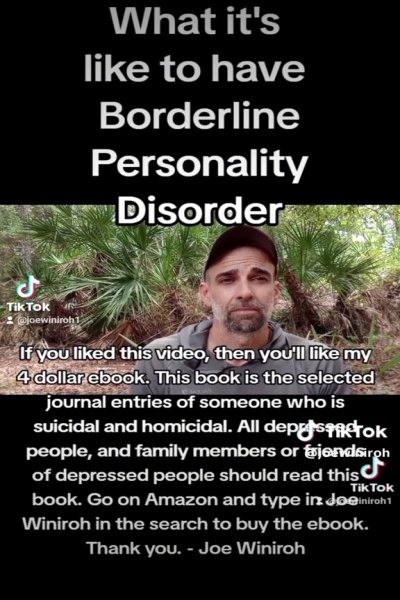 What it's
like to have
Borderline
Personality
Disorder
TikTok
@joewiniroh1
If you liked this video, then you'll like my
4 dollar ebook. This book is the selected
journal entries of someone who is
suicidal and homicidal. All depressed
people, and family members or friends
of depressed people should read this
book. Go on Amazon and type in Joe
Winiroh in the search to buy the ebook.
Thank you. - Joe Winiroh
TikTok
@joewiniroh
TikTok
@joewiniroh1